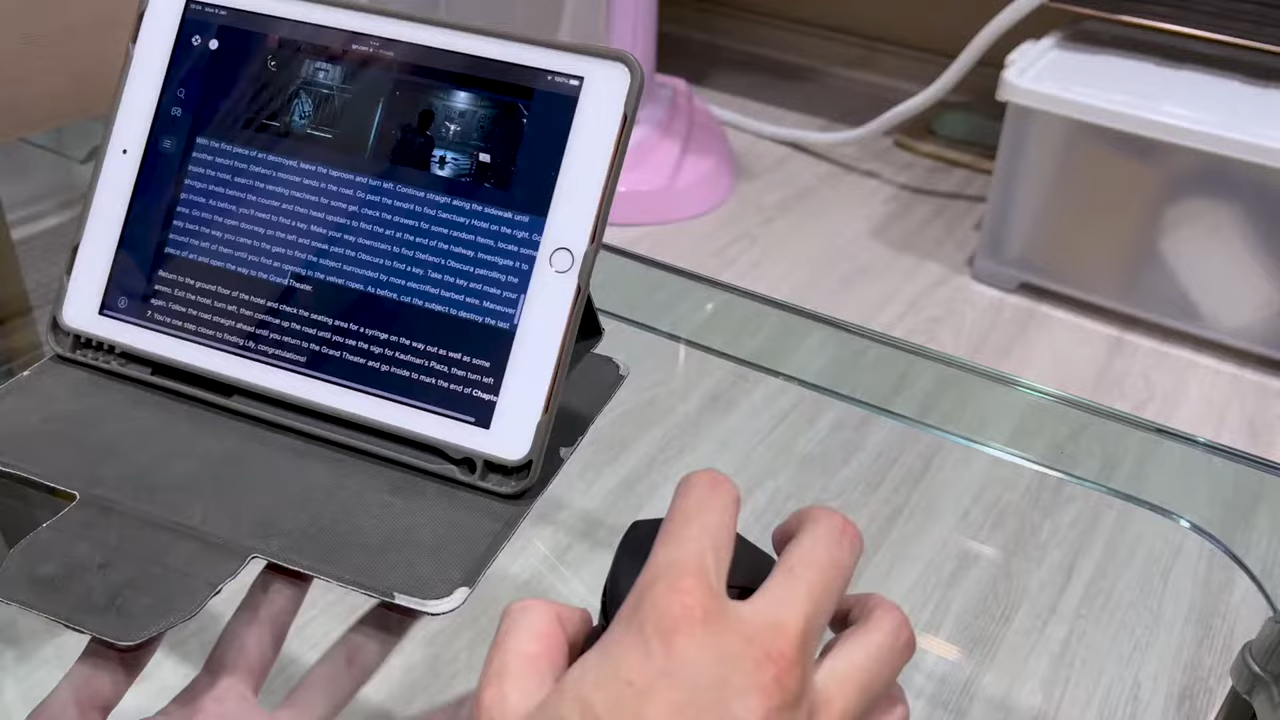 13:04 Mon 9 Jan
100%
With the first piece of art destroyed, leave the taproom and turn left. Continue straight along the sidewalk until
another tendril from Stefano's monster lands in the road. Go past the tendril to find Sanctuary Hotel on the right. Go
inside the hotel, search the vending machines for some gel, check the drawers for some random items, locate some
shotgun shells behind the counter and then head upstairs to find the art at the end of the hallway. Investigate it to
go inside. As before, you'll need to find a key. Make your way downstairs to find Stefano's Obscura patrolling the
area. Go into the open doorway on the left and sneak past the Obscura to find a key. Take the key and make your
way back the way you came to the gate to find the subject surrounded by more electrified barbed wire. Maneuver
around the left of them until you find an opening in the velvet ropes. As before, cut the subject to destroy the last
piece of art and open the way to the Grand Theater.
Return to the ground floor of the hotel and check the seating area for a syringe on the way out as well as some
ammo. Exit the hotel, turn left, then continue up the road until you see the sign for Kaufman's Plaza, then turn left
again. Follow the road straight ahead until you return to the Grand Theater and go inside to mark the end of Chapte
7. You're one step closer to finding Lily, congratulations!